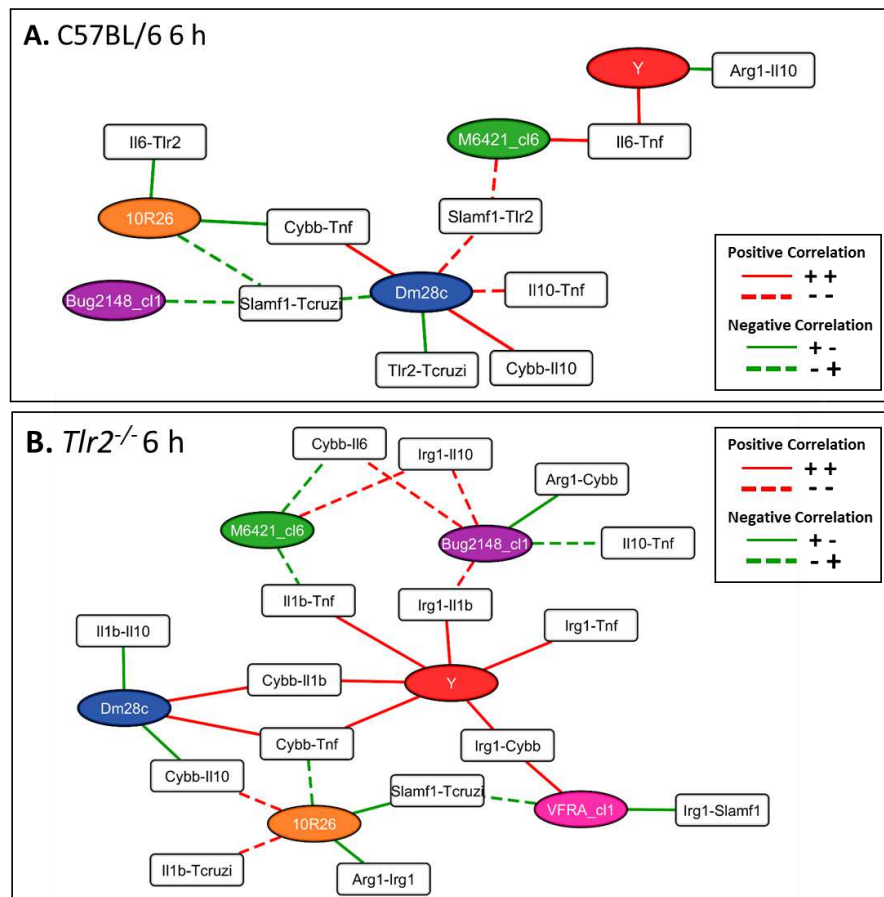 A. C57BL/6 6 h
Y
Arg1-Il10
Il6-Tlr2
M6421_cl6
Il6-Tnf
10R26
Cybb-Tnf
Slamf1-Tlr2
Bug2148_cl1
Slamf1-Tcruzi
Dm28c
Il10-Tnf
Tlr2-Tcruzi
Cybb-Il10
Positive Correlation
+ +
- -
Negative Correlation
+ -
- +
B. Tlr2-/- 6 h
Cybb-Il6
Irg1-Il10
Arg1-Cybb
M6421_cl6
Bug2148_cl1
Il10-Tnf
Il1b-Tnf
Irg1-Il1b
Irg1-Tnf
Il1b-Il10
Cybb-Il1b
Y
Dm28c
Cybb-Tnf
Irg1-Cybb
Cybb-Il10
Slamf1-Tcruzi
VFRA_cl1
Irg1-Slamf1
10R26
Il1b-Tcruzi
Arg1-Irg1
Positive Correlation
+ +
- -
Negative Correlation
+ -
- +